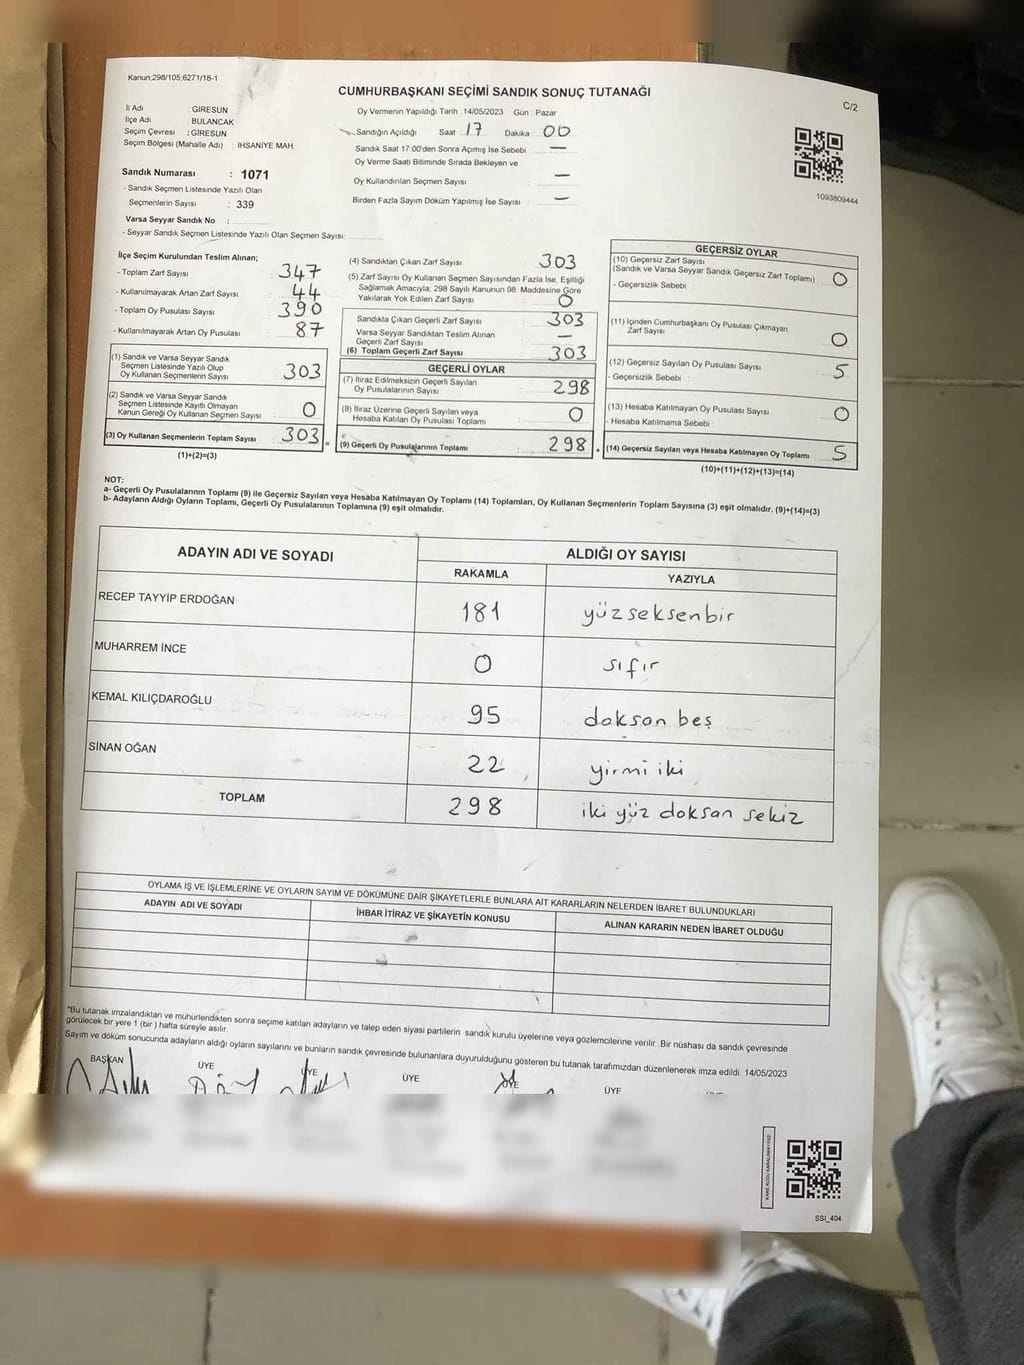 Kanun;298/105,6271/18-1
CUMHURBAŞKANI SEÇİMİ SANDIK SONUÇ TUTANAĞI
C/2
İl Adı : GİRESUN
İlçe Adı : BULANCAK
Seçim Çevresi : GİRESUN
Seçim Bölgesi (Mahalle Adı) : İHSANİYE MAH.
Oy Vermenin Yapıldığı Tarih : 14/05/2023 Gün : Pazar
Sandığın Açıldığı Saat : 17 Dakika : 00
Sandık Saat 17:00'den Sonra Açımış İse Sebebi : —
Oy Verme Saati Bitiminde Sırada Bekleyen ve
Oy Kullandırılan Seçmen Sayısı : —
Birden Fazla Sayım Döküm Yapılmış İse Sayısı : —
1093809444
Sandık Numarası : 1071
- Sandık Seçmen Listesinde Yazılı Olan
Seçmenlerin Sayısı : 339
Varsa Seyyar Sandık No :
- Seyyar Sandık Seçmen Listesinde Yazılı Olan Seçmen Sayısı:
İlçe Seçim Kurulundan Teslim Alınan;
- Toplam Zarf Sayısı : 347
- Kullanılmayarak Artan Zarf Sayısı : 44
- Toplam Oy Pusulası Sayısı : 390
- Kullanılmayarak Artan Oy Pusulası : 87
(1) Sandık ve Varsa Seyyar Sandık
Seçmen Listesinde Yazılı Olup
Oy Kullanan Seçmenlerin Sayısı : 303
(2) Sandık ve Varsa Seyyar Sandık
Seçmen Listesinde Kayıtlı Olmayan
Kanun Gereği Oy Kullanan Seçmen Sayısı : 0
(3) Oy Kullanan Seçmenlerin Toplam Sayısı : 303
(1)+(2)=(3)
(4) Sandıktan Çıkan Zarf Sayısı : 303
(5) Zarf Sayısı Oy Kullanan Seçmen Sayısından Fazla İse, Eşitliği
Sağlamak Amacıyla; 298 Sayılı Kanunun 98. Maddesine Göre
Yakılarak Yok Edilen Zarf Sayısı : 0
Sandıkta Çıkan Geçerli Zarf Sayısı : 303
Varsa Seyyar Sandıktan Teslim Alınan
Geçerli Zarf Sayısı : —
(6) Toplam Geçerli Zarf Sayısı : 303
GEÇERLİ OYLAR
(7) İtiraz Edilmeksizin Geçerli Sayılan
Oy Pusulalarının Sayısı : 298
(8) İtiraz Üzerine Geçerli Sayılan veya
Hesaba Katılan Oy Pusulası Toplamı : 0
= (9) Geçerli Oy Pusulalarının Toplamı : 298 +
GEÇERSİZ OYLAR
(10) Geçersiz Zarf Sayısı
(Sandık ve Varsa Seyyar Sandık Geçersiz Zarf Toplamı) : 0
- Geçersizlik Sebebi :
(11) İçinden Cumhurbaşkanı Oy Pusulası Çıkmayan
Zarf Sayısı : 0
(12) Geçersiz Sayılan Oy Pusulası Sayısı : 5
- Geçersizlik Sebebi :
(13) Hesaba Katılmayan Oy Pusulası Sayısı : 0
- Hesaba Katılmama Sebebi :
(14) Geçersiz Sayılan veya Hesaba Katılmayan Oy Toplamı : 5
(10)+(11)+(12)+(13)=(14)
NOT:
a- Geçerli Oy Pusulalarının Toplamı (9) ile Geçersiz Sayılan veya Hesaba Katılmayan Oy Toplamı (14) Toplamları, Oy Kullanan Seçmenlerin Toplam Sayısına (3) eşit olmalıdır. (9)+(14)=(3)
b- Adayların Aldığı Oyların Toplamı, Geçerli Oy Pusulalarının Toplamına (9) eşit olmalıdır.
ADAYIN ADI VE SOYADI ALDIĞI OY SAYISI
RAKAMLA YAZIYLA
RECEP TAYYİP ERDOĞAN 181 yüzseksenbir
MUHARREM İNCE 0 sıfır
KEMAL KILIÇDAROĞLU 95 doksan beş
SİNAN OĞAN 22 yirmi iki
TOPLAM 298 iki yüz doksan sekiz
OYLAMA İŞ VE İŞLEMLERİNE VE OYLARIN SAYIM VE DÖKÜMÜNE DAİR ŞİKAYETLERLE BUNLARA AİT KARARLARIN NELERDEN İBARET BULUNDUKLARI
ADAYIN ADI VE SOYADI İHBAR İTİRAZ VE ŞİKAYETİN KONUSU ALINAN KARARIN NEDEN İBARET OLDUĞU
*Bu tutanak imzalandıktan ve mühürlendikten sonra seçime katılan adayların ve talep eden siyasi partilerin sandık kurulu üyelerine veya gözlemcilerine verilir .Bir nüshası da sandık çevresinde
görülecek bir yere 1 (bir ) hafta süreyle asılır.
Sayım ve döküm sonucunda adayların aldığı oyların sayılarını ve bunların sandık çevresinde bulunanlara duyurulduğunu gösteren bu tutanak tarafımızdan düzenlenerek imza edildi. 14/05/2023
BAŞKAN ÜYE ÜYE ÜYE ÜYE ÜYE
SSI_404